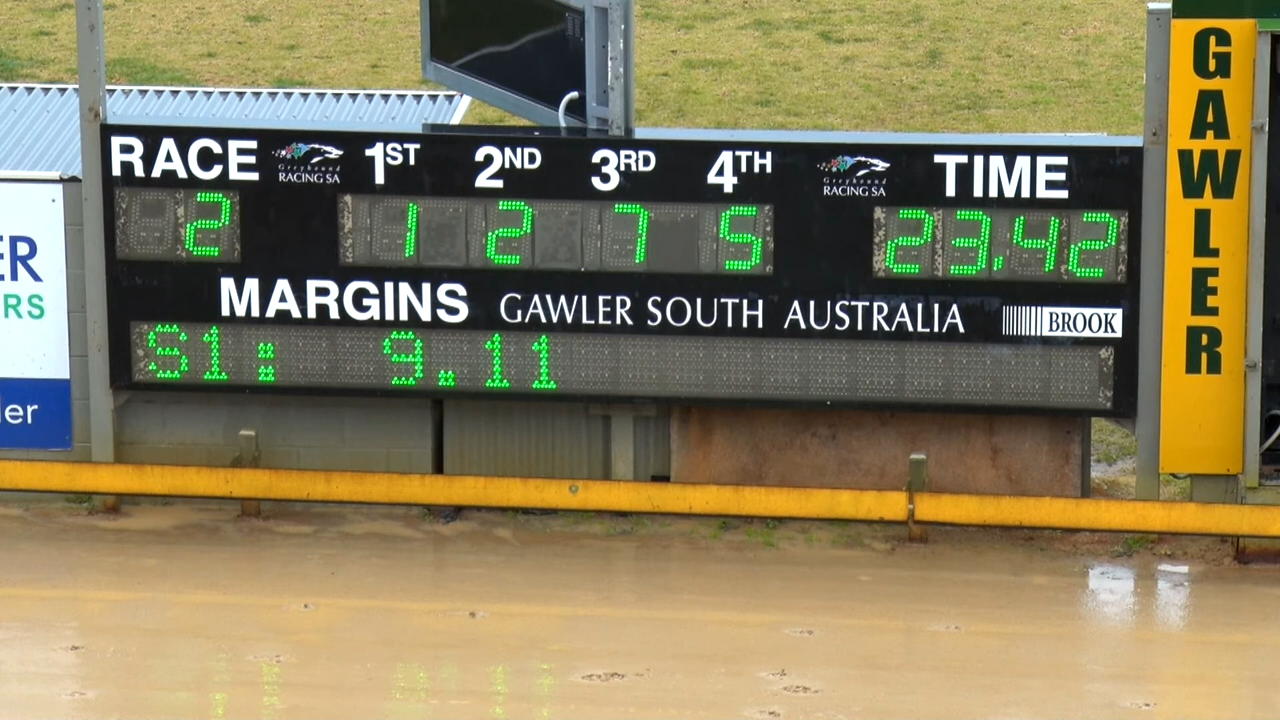 RACE Greyhound RACING SA 1ST 2ND 3RD 4TH Greyhound RACING SA TIME
2 1 2 7 5 23.42
MARGINS GAWLER SOUTH AUSTRALIA BROOK
S1: 9.11
GAWLER
ER
RS
ler